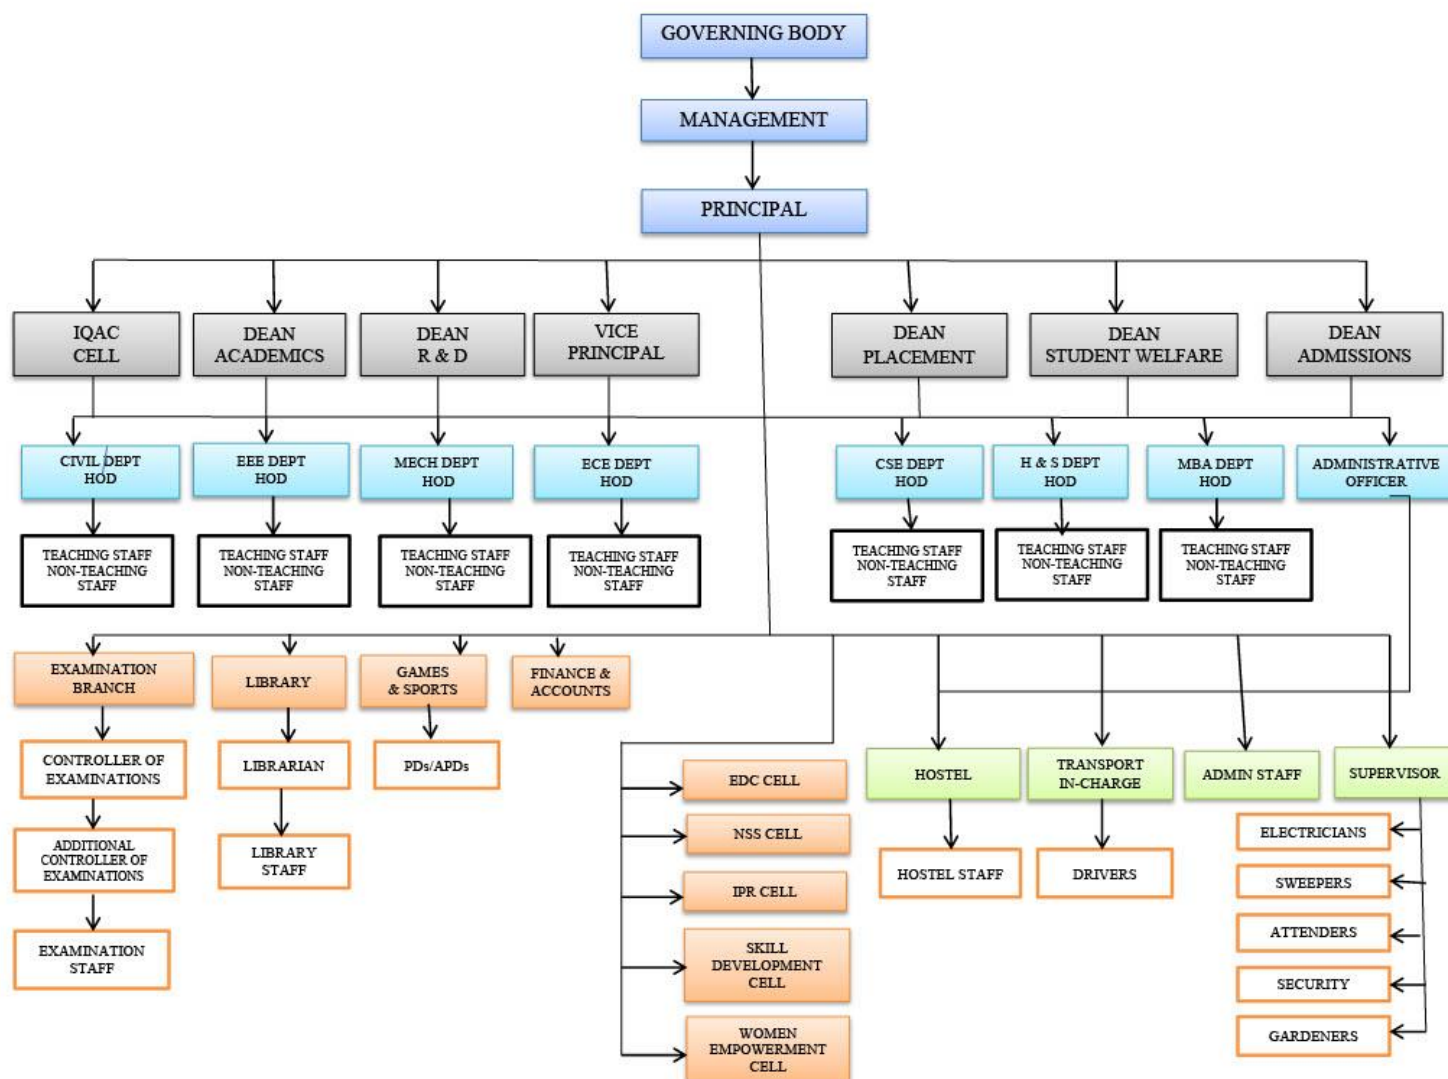 GOVERNING BODY
MANAGEMENT
PRINCIPAL
IQAC
CELL
DEAN
ACADEMICS
DEAN
R & D
VICE
PRINCIPAL
DEAN
PLACEMENT
DEAN
STUDENT WELFARE
DEAN
ADMISSIONS
CIVIL DEPT
HOD
EEE DEPT
HOD
MECH DEPT
HOD
ECE DEPT
HOD
CSE DEPT
HOD
H & S DEPT
HOD
MBA DEPT
HOD
ADMINISTRATIVE
OFFICER
TEACHING STAFF
NON-TEACHING
STAFF
TEACHING STAFF
NON-TEACHING
STAFF
TEACHING STAFF
NON-TEACHING
STAFF
TEACHING STAFF
NON-TEACHING
STAFF
TEACHING STAFF
NON-TEACHING
STAFF
TEACHING STAFF
NON-TEACHING
STAFF
TEACHING STAFF
NON-TEACHING
STAFF
EXAMINATION
BRANCH
LIBRARY
GAMES
& SPORTS
FINANCE &
ACCOUNTS
CONTROLLER OF
EXAMINATIONS
LIBRARIAN
PDs/APDs
ADDITIONAL
CONTROLLER OF
EXAMINATIONS
LIBRARY
STAFF
EXAMINATION
STAFF
EDC CELL
NSS CELL
IPR CELL
SKILL
DEVELOPMENT
CELL
WOMEN
EMPOWERMENT
CELL
HOSTEL
TRANSPORT
IN-CHARGE
ADMIN STAFF
SUPERVISOR
HOSTEL STAFF
DRIVERS
ELECTRICIANS
SWEEPERS
ATTENDERS
SECURITY
GARDENERS